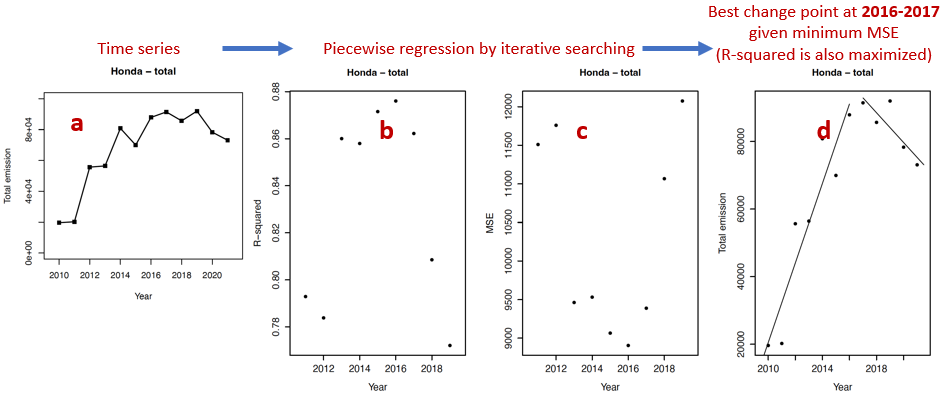 Best change point at 2016-2017
given minimum MSE
(R-squared is also maximized)
Time series
Piecewise regression by iterative searching
Honda – total
a
Total emission
0e+00
4e+04
8e+04
2010
2012
2014
2016
2018
2020
Year
Honda – total
b
R−squared
0.78
0.80
0.82
0.84
0.86
0.88
2012
2014
2016
2018
Year
Honda – total
c
MSE
9000
9500
10000
10500
11000
11500
12000
2012
2014
2016
2018
Year
Honda – total
d
Total emission
20000
40000
60000
80000
2010
2014
2018
Year